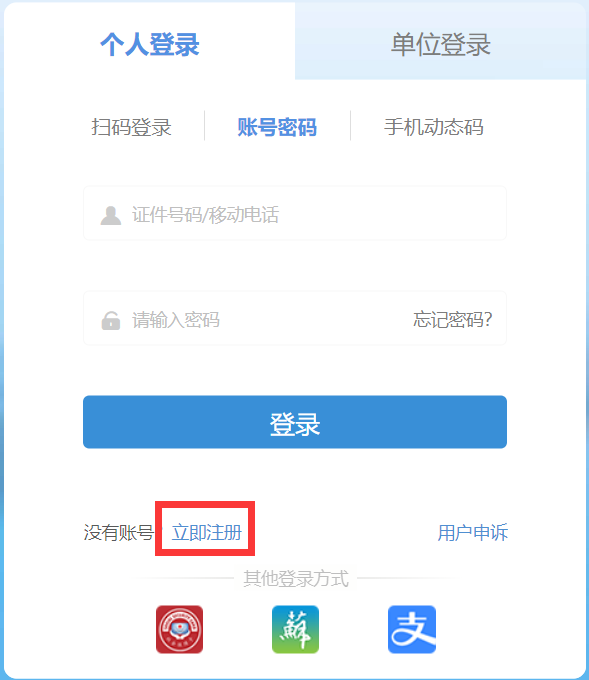 个人登录 单位登录
扫码登录 账号密码 手机动态码
证件号码/移动电话
请输入密码 忘记密码?
登录
没有账号? 立即注册 用户申诉
其他登录方式
蘇 支